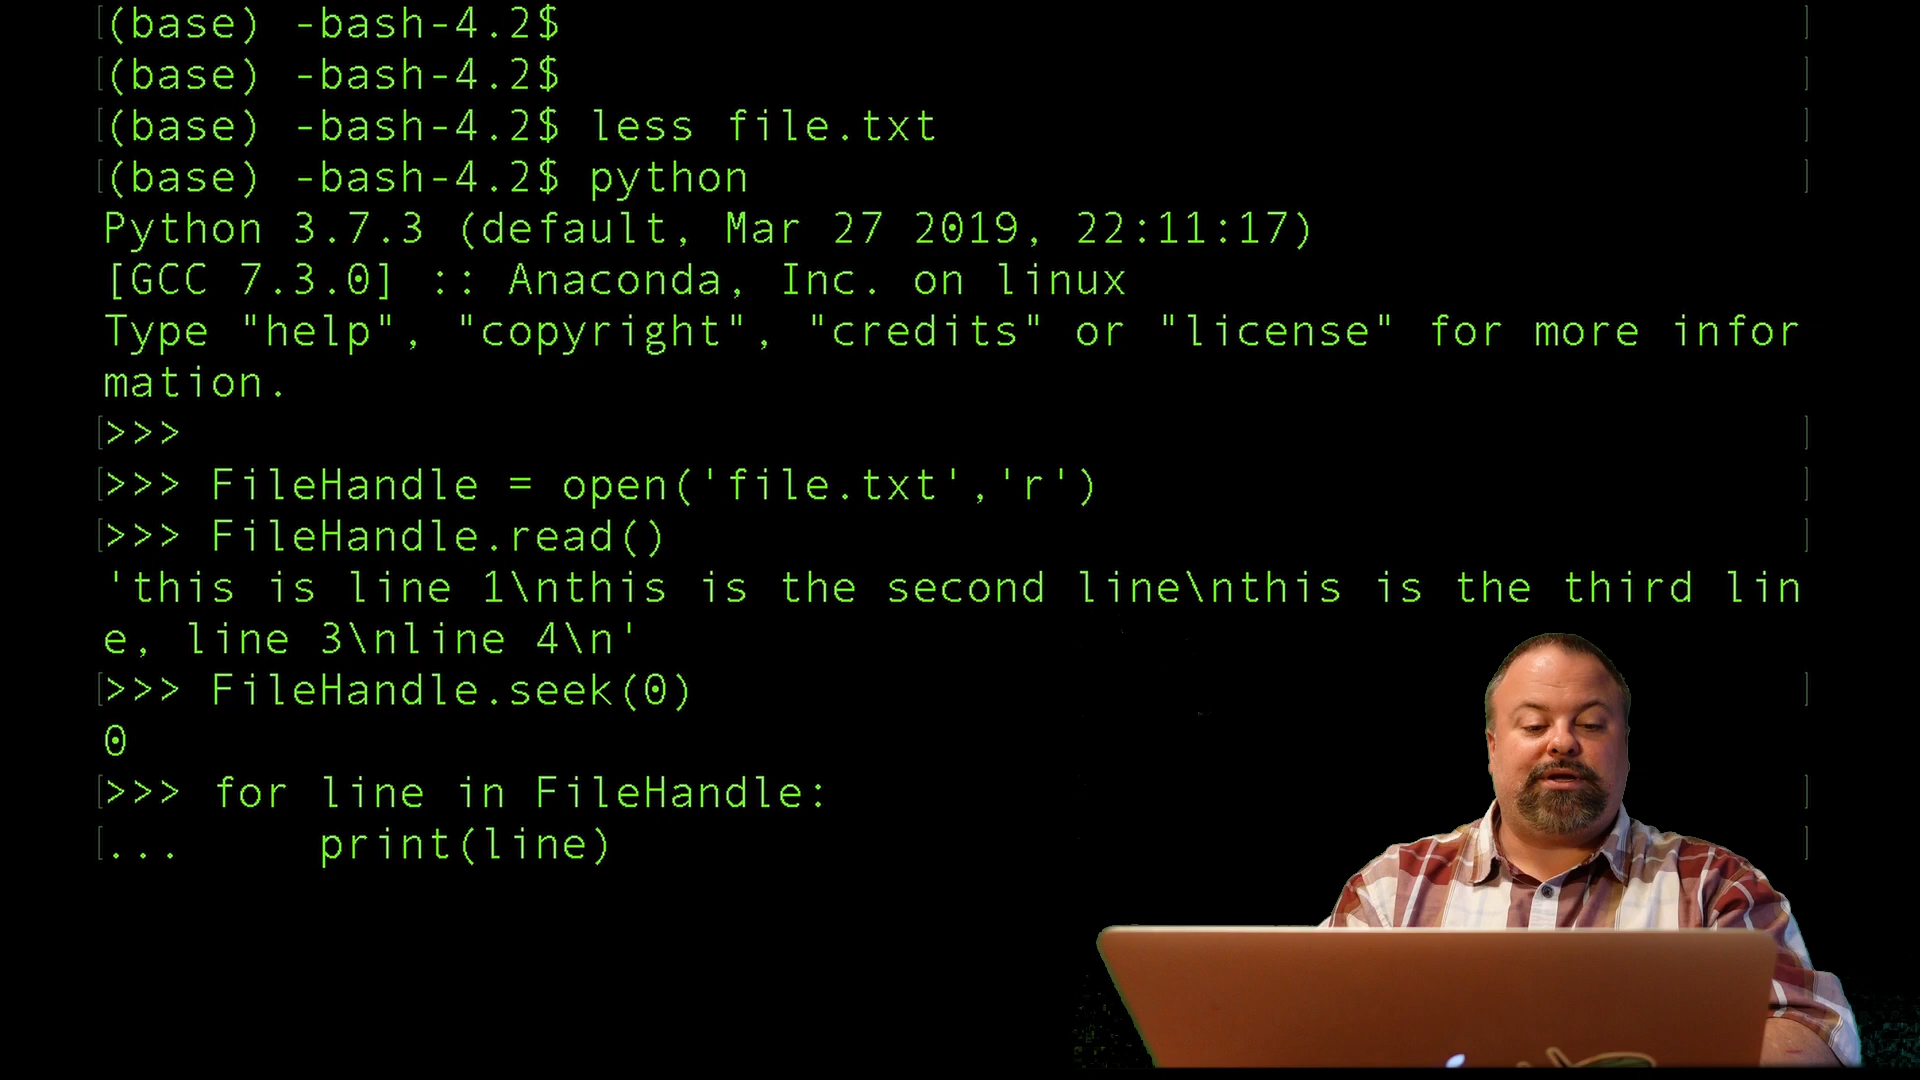 (base) -bash-4.2$
(base) -bash-4.2$
(base) -bash-4.2$ less file.txt
(base) -bash-4.2$ python
Python 3.7.3 (default, Mar 27 2019, 22:11:17)
[GCC 7.3.0] :: Anaconda, Inc. on linux
Type "help", "copyright", "credits" or "license" for more infor
mation.
>>>
>>> FileHandle = open('file.txt','r')
>>> FileHandle.read()
'this is line 1\nthis is the second line\nthis is the third lin
e, line 3\nline 4\n'
>>> FileHandle.seek(0)
0
>>> for line in FileHandle:
...     print(line)